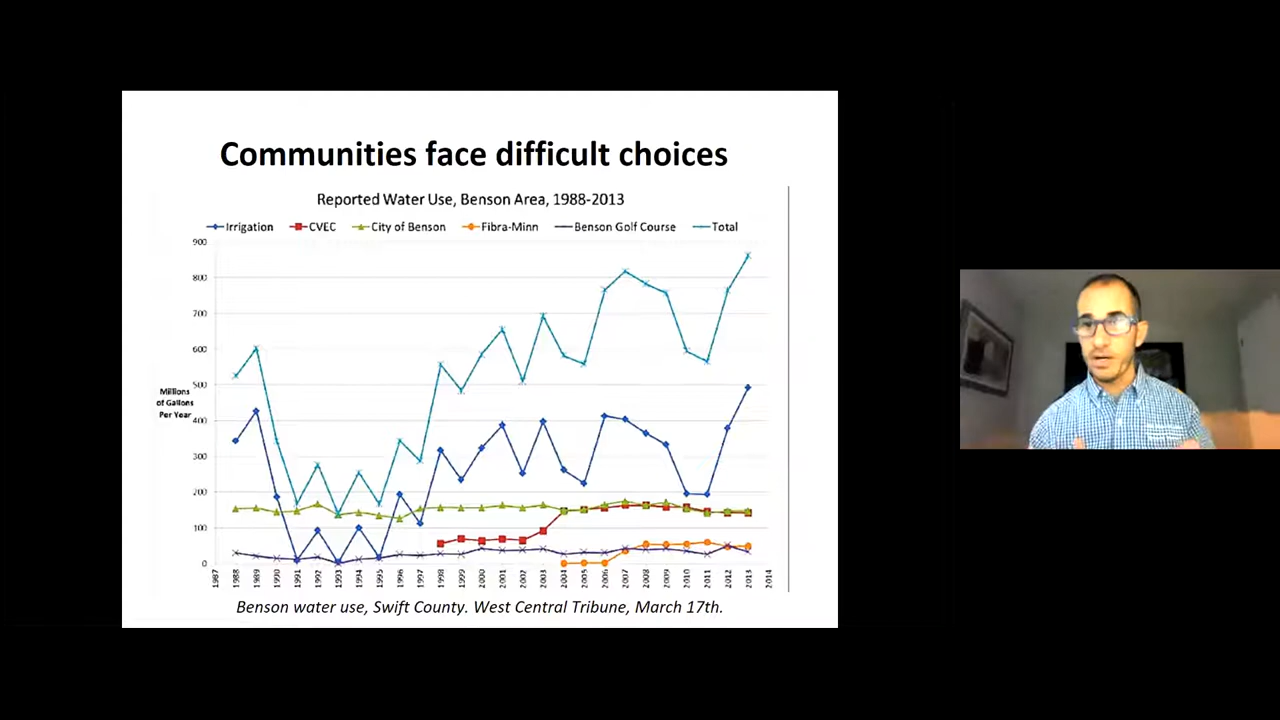 Communities face difficult choices
Reported Water Use, Benson Area, 1988-2013
Irrigation CVEC City of Benson Fibra-Minn Benson Golf Course Total
900
800
700
600
500
400
300
200
100
0
Millions
of Gallons
Per Year
1987 1988 1989 1990 1991 1992 1993 1994 1995 1996 1997 1998 1999 2000 2001 2002 2003 2004 2005 2006 2007 2008 2009 2010 2011 2012 2013 2014
Benson water use, Swift County. West Central Tribune, March 17th.